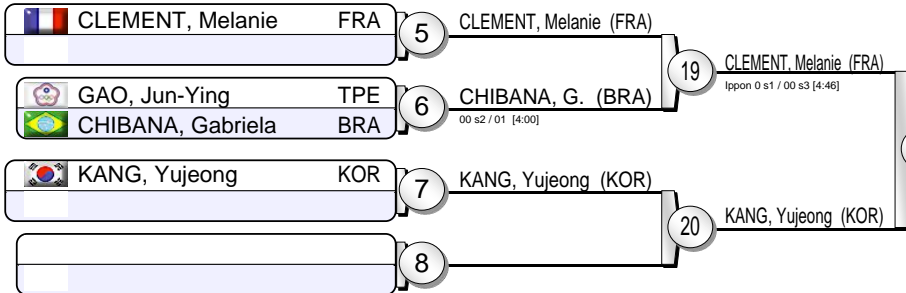 CLEMENT, Melanie FRA
5
CLEMENT, Melanie (FRA)
19
CLEMENT, Melanie (FRA)
Ippon 0 s1 / 00 s3 [4:46]
GAO, Jun-Ying TPE
CHIBANA, Gabriela BRA
6
CHIBANA, G. (BRA)
00 s2 / 01 [4:00]
KANG, Yujeong KOR
7
KANG, Yujeong (KOR)
20
KANG, Yujeong (KOR)
8